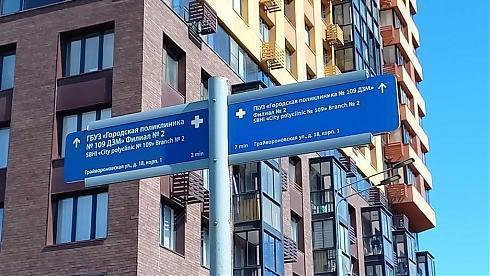 ГБУЗ «Городская поликлиника
№ 109 ДЗМ» Филиал № 2
SBHI «City polyclinic № 109» Branch № 2
2 min
Грайвороновская ул., д. 18, корп. 1
ГБУЗ «Городская поликлиника № 109 ДЗМ»
Филиал № 2
SBHI «City polyclinic № 109» Branch № 2
2 min
Грайвороновская ул., д. 18, корп. 1